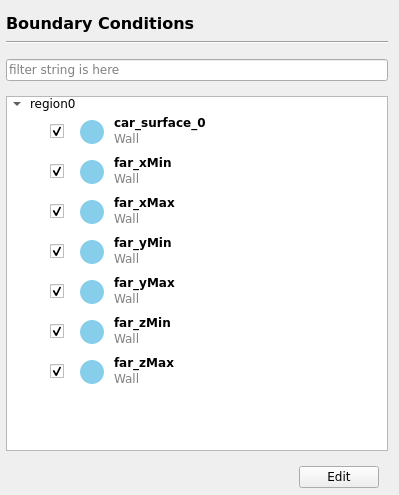 Boundary Conditions
filter string is here
region0
car_surface_0
Wall
far_xMin
Wall
far_xMax
Wall
far_yMin
Wall
far_yMax
Wall
far_zMin
Wall
far_zMax
Wall
Edit